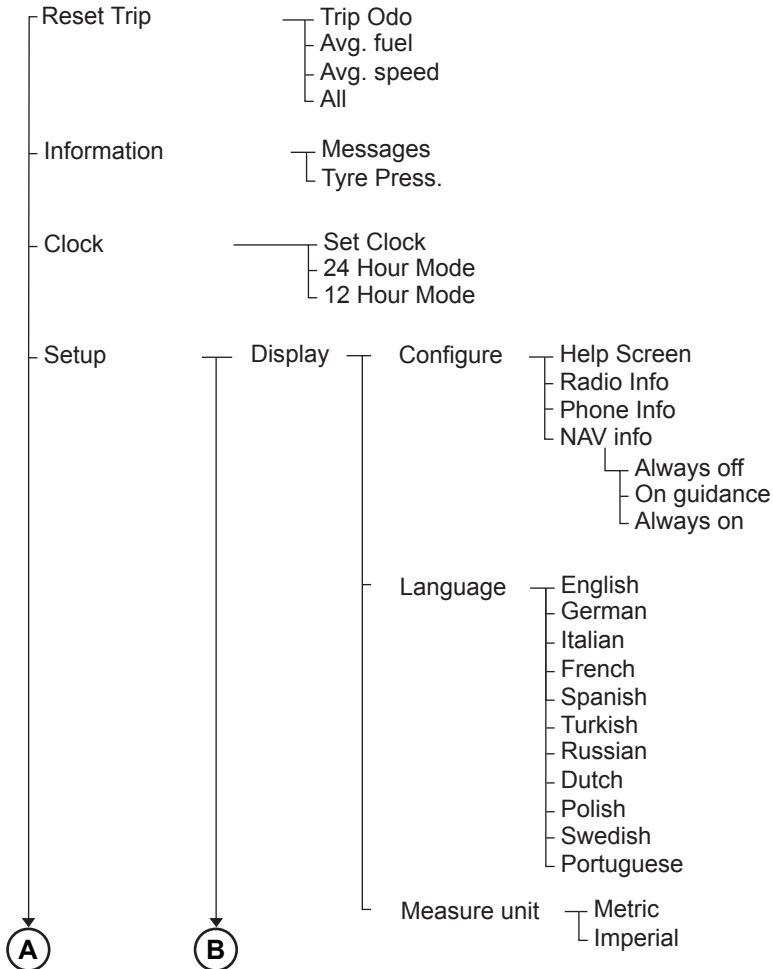 Reset Trip
Trip Odo
Avg. fuel
Avg. speed
All
Information
Messages
Tyre Press.
Clock
Set Clock
24 Hour Mode
12 Hour Mode
Setup
Display
Configure
Help Screen
Radio Info
Phone Info
NAV info
Always off
On guidance
Always on
Language
English
German
Italian
French
Spanish
Turkish
Russian
Dutch
Polish
Swedish
Portuguese
Measure unit
Metric
Imperial
A
B